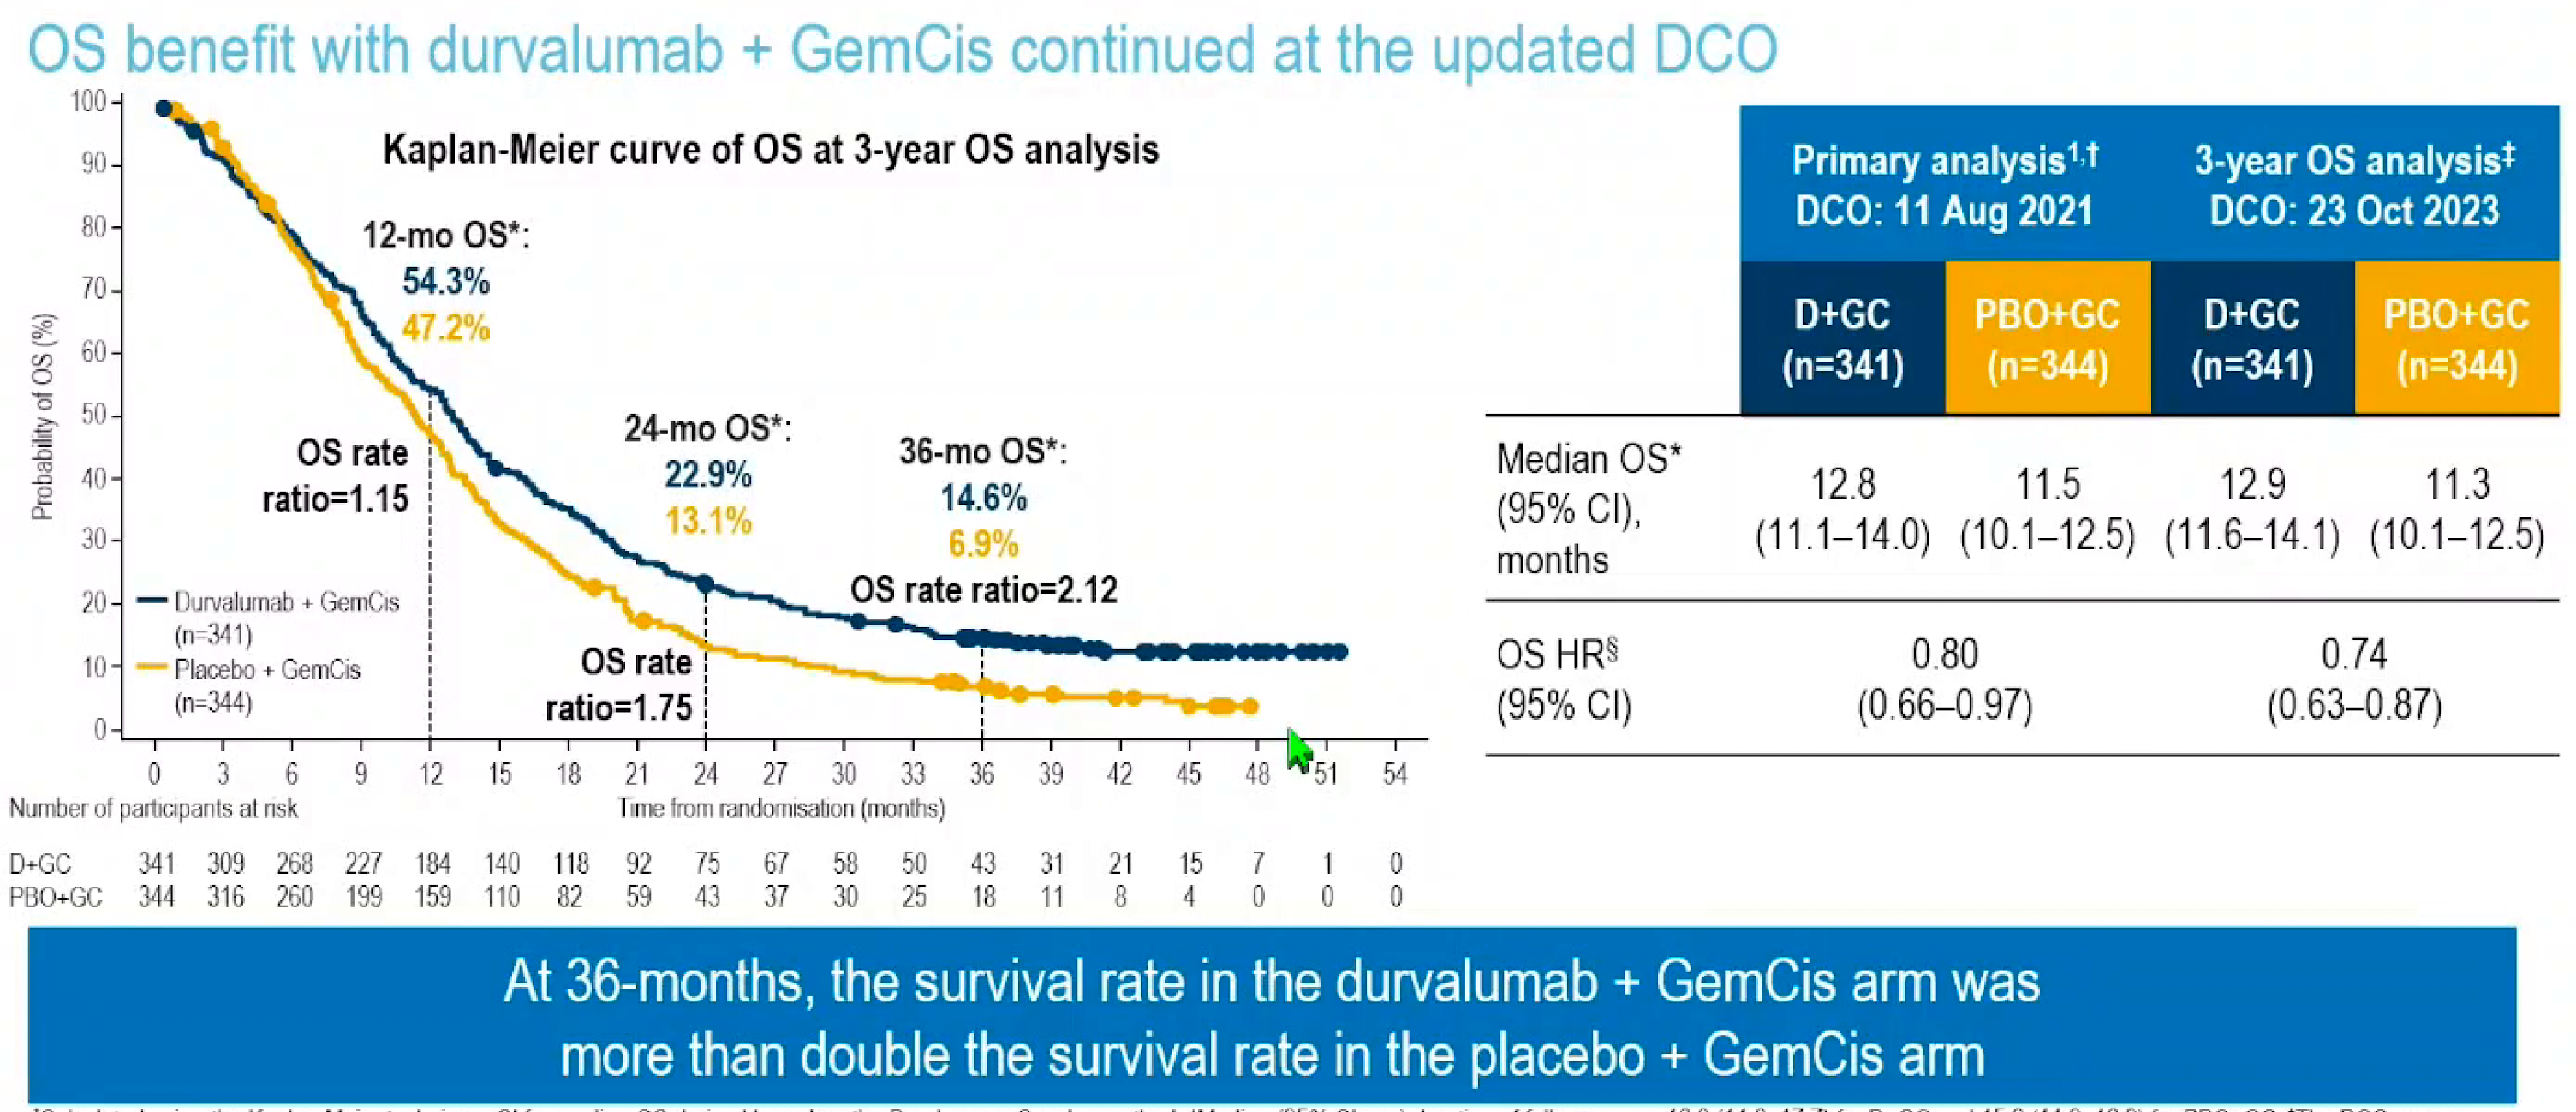 OS benefit with durvalumab + GemCis continued at the updated DCO
Kaplan-Meier curve of OS at 3-year OS analysis
Probability of OS (%)
100
90
80
70
60
50
40
30
20
10
0
12-mo OS*:
54.3%
47.2%
OS rate
ratio=1.15
24-mo OS*:
22.9%
13.1%
OS rate
ratio=1.75
36-mo OS*:
14.6%
6.9%
OS rate ratio=2.12
Durvalumab + GemCis
(n=341)
Placebo + GemCis
(n=344)
0 3 6 9 12 15 18 21 24 27 30 33 36 39 42 45 48 51 54
Number of participants at risk
Time from randomisation (months)
D+GC 341 309 268 227 184 140 118 92 75 67 58 50 43 31 21 15 7 1 0
PBO+GC 344 316 260 199 159 110 82 59 43 37 30 25 18 11 8 4 0 0 0
Primary analysis¹,† 3-year OS analysis‡
DCO: 11 Aug 2021 DCO: 23 Oct 2023
D+GC PBO+GC D+GC PBO+GC
(n=341) (n=344) (n=341) (n=344)
Median OS*
(95% CI),
months
12.8 11.5 12.9 11.3
(11.1–14.0) (10.1–12.5) (11.6–14.1) (10.1–12.5)
OS HR§
(95% CI)
0.80 0.74
(0.66–0.97) (0.63–0.87)
At 36-months, the survival rate in the durvalumab + GemCis arm was
more than double the survival rate in the placebo + GemCis arm